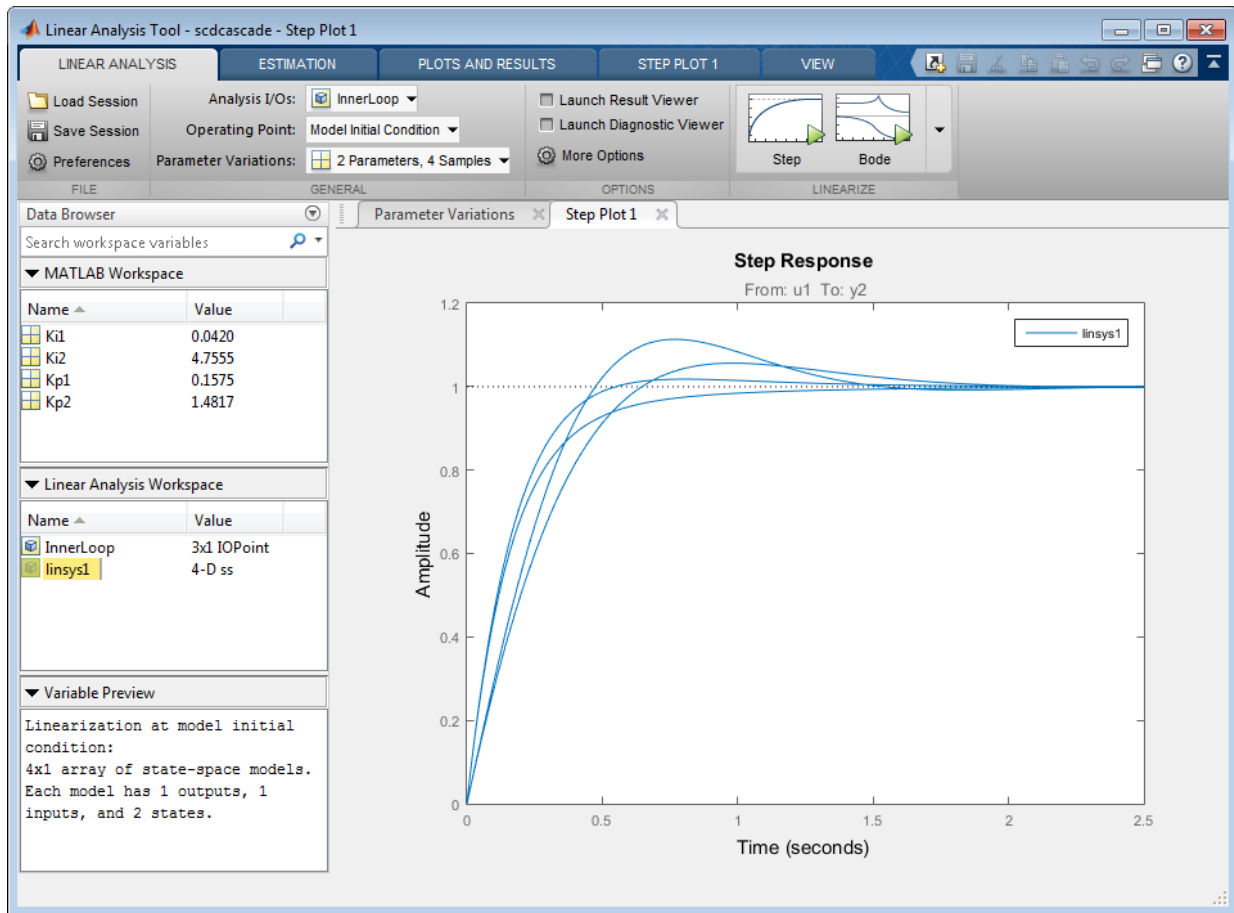 Linear Analysis Tool - scdcascade - Step Plot 1
LINEAR ANALYSIS ESTIMATION PLOTS AND RESULTS STEP PLOT 1 VIEW
Load Session
Save Session
Preferences
FILE
Analysis I/Os: InnerLoop
Operating Point: Model Initial Condition
Parameter Variations: 2 Parameters, 4 Samples
GENERAL
Launch Result Viewer
Launch Diagnostic Viewer
More Options
OPTIONS
Step Bode
LINEARIZE
Data Browser
Search workspace variables
MATLAB Workspace
Name Value
Ki1 0.0420
Ki2 4.7555
Kp1 0.1575
Kp2 1.4817
Linear Analysis Workspace
Name Value
InnerLoop 3x1 IOPoint
linsys1 4-D ss
Variable Preview
Linearization at model initial
condition:
4x1 array of state-space models.
Each model has 1 outputs, 1
inputs, and 2 states.
Parameter Variations Step Plot 1
Step Response
From: u1 To: y2
linsys1
Amplitude
1.2
1
0.8
0.6
0.4
0.2
0
0 0.5 1 1.5 2 2.5
Time (seconds)